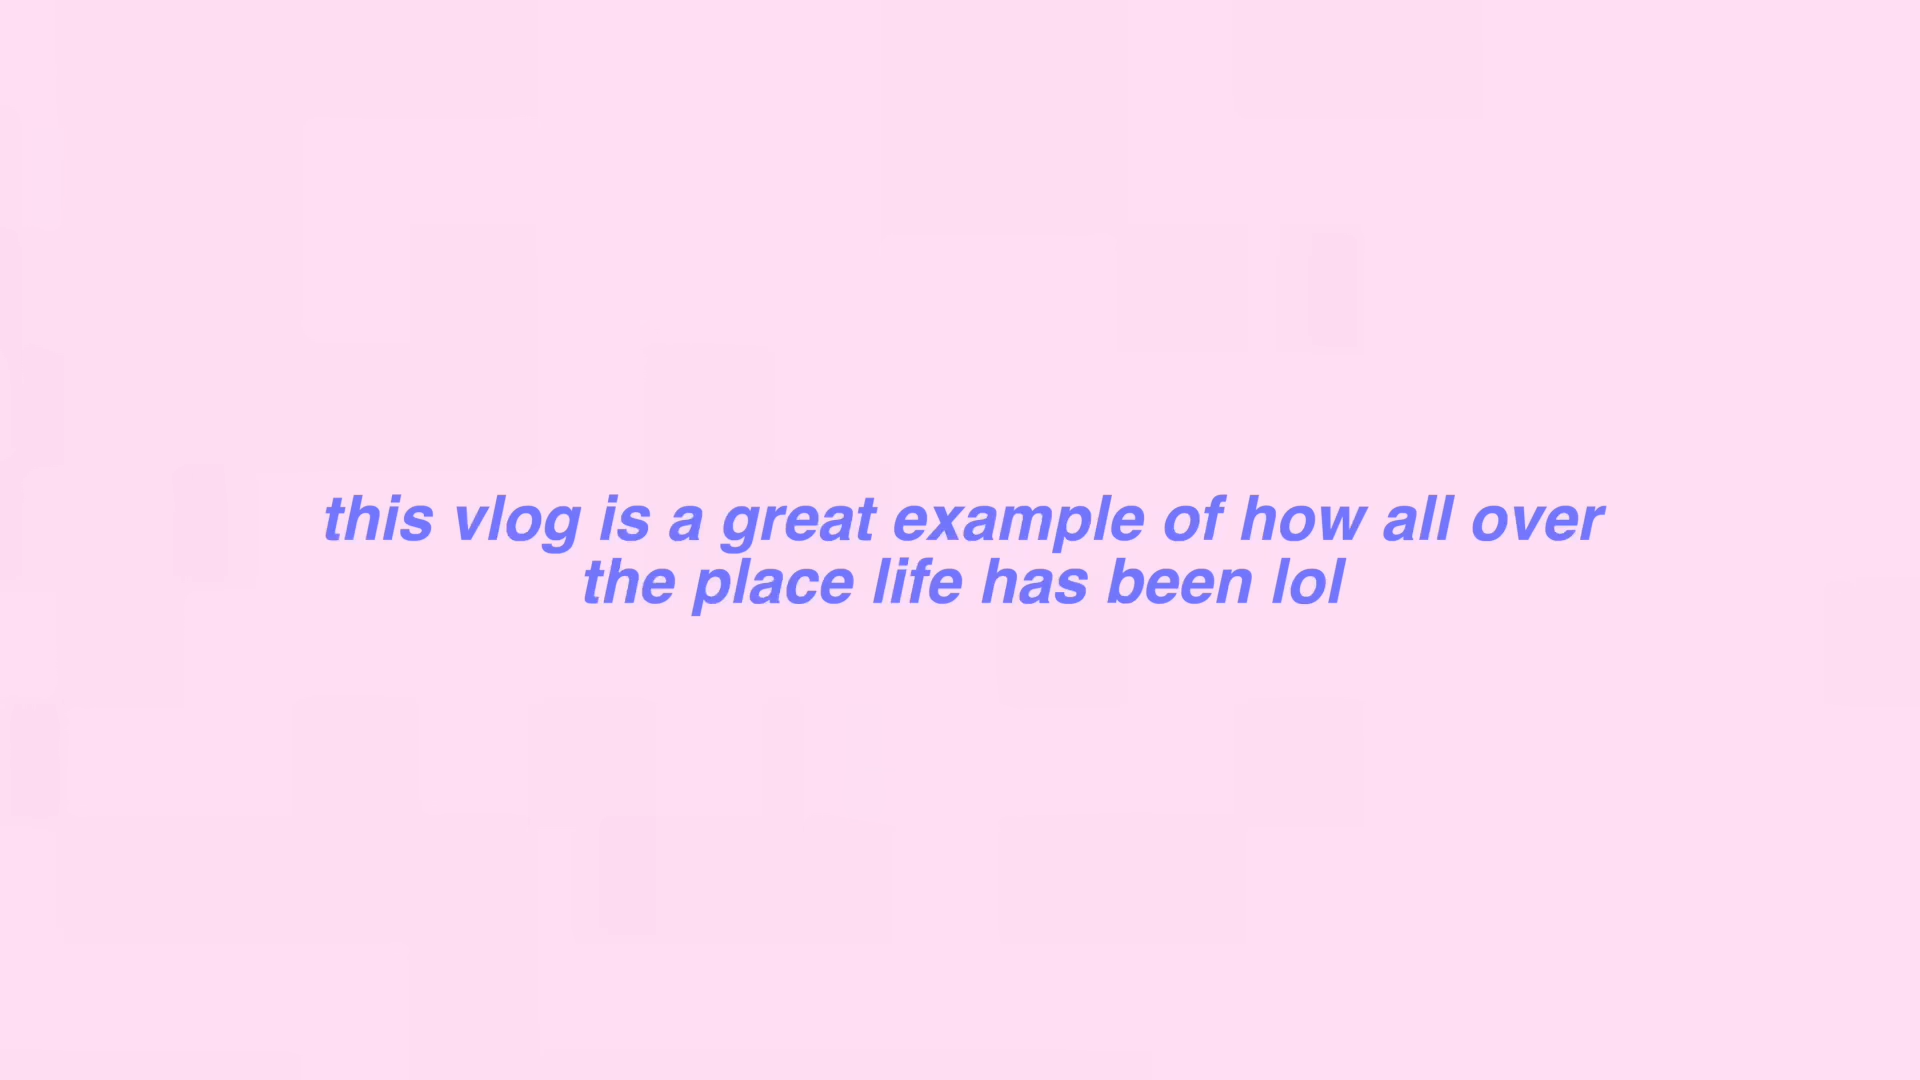 this vlog is a great example of how all over
the place life has been lol